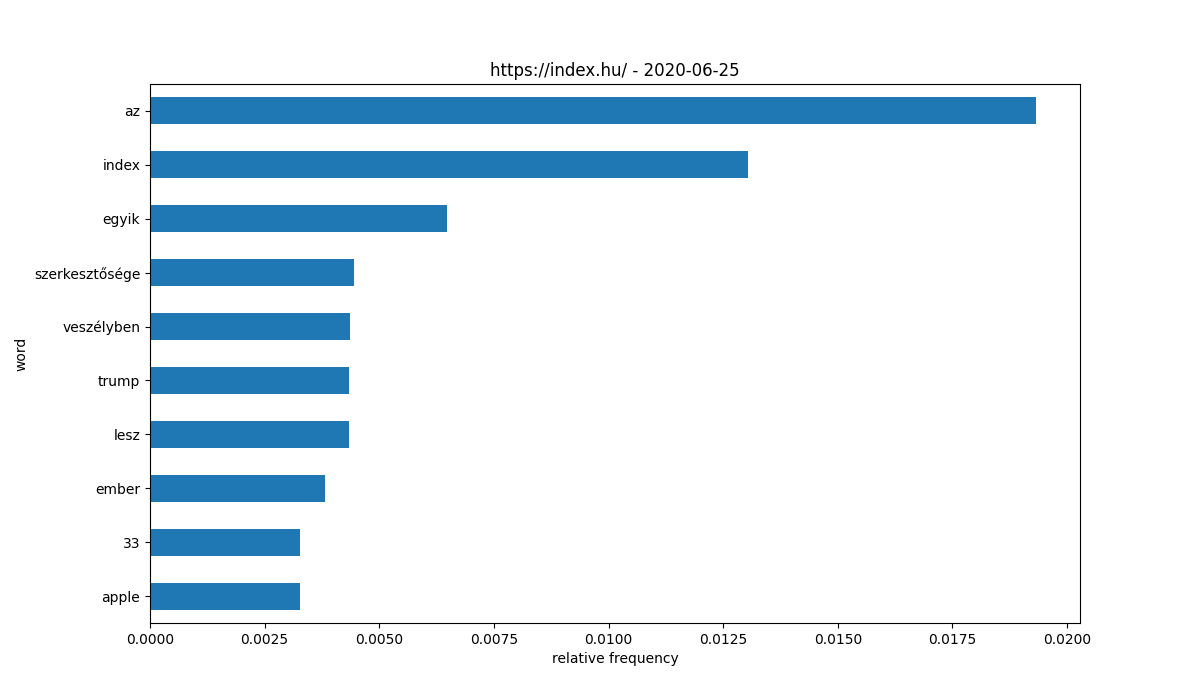 https://index.hu/ - 2020-06-25
az
index
egyik
szerkesztősége
veszélyben
trump
lesz
ember
33
apple
word
0.0000 0.0025 0.0050 0.0075 0.0100 0.0125 0.0150 0.0175 0.0200
relative frequency